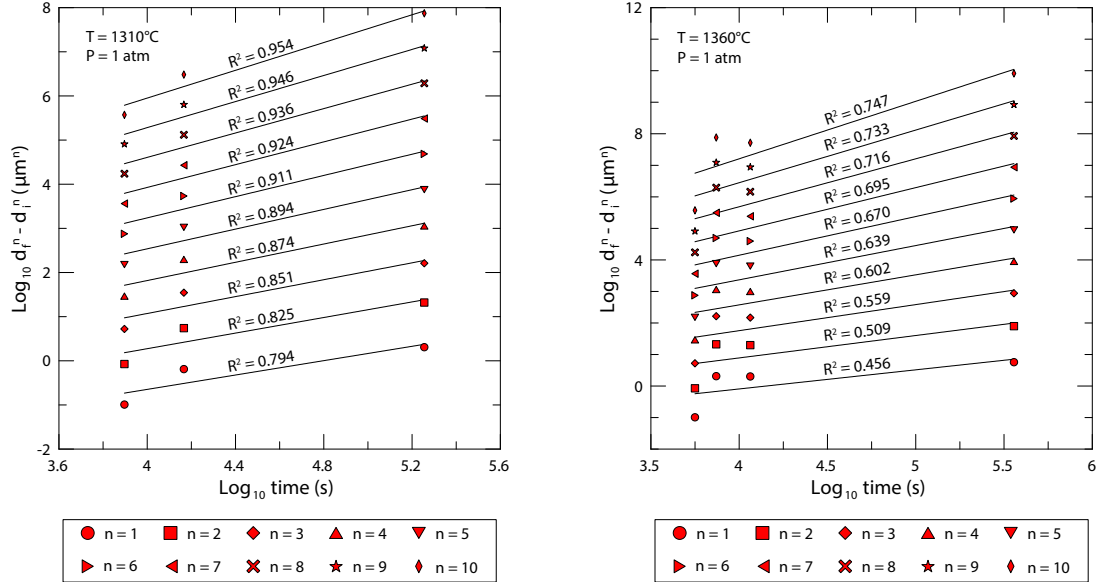 T = 1310°C
P = 1 atm
R² = 0.954
R² = 0.946
R² = 0.936
R² = 0.924
R² = 0.911
R² = 0.894
R² = 0.874
R² = 0.851
R² = 0.825
R² = 0.794
8
6
4
2
0
-2
Log₁₀ d_fⁿ - d_iⁿ (µmⁿ)
3.6
4
4.4
4.8
5.2
5.6
Log₁₀ time (s)
n = 1
n = 2
n = 3
n = 4
n = 5
n = 6
n = 7
n = 8
n = 9
n = 10
T = 1360°C
P = 1 atm
R² = 0.747
R² = 0.733
R² = 0.716
R² = 0.695
R² = 0.670
R² = 0.639
R² = 0.602
R² = 0.559
R² = 0.509
R² = 0.456
12
8
4
0
Log₁₀ d_fⁿ - d_iⁿ (µmⁿ)
3.5
4
4.5
5
5.5
6
Log₁₀ time (s)
n = 1
n = 2
n = 3
n = 4
n = 5
n = 6
n = 7
n = 8
n = 9
n = 10